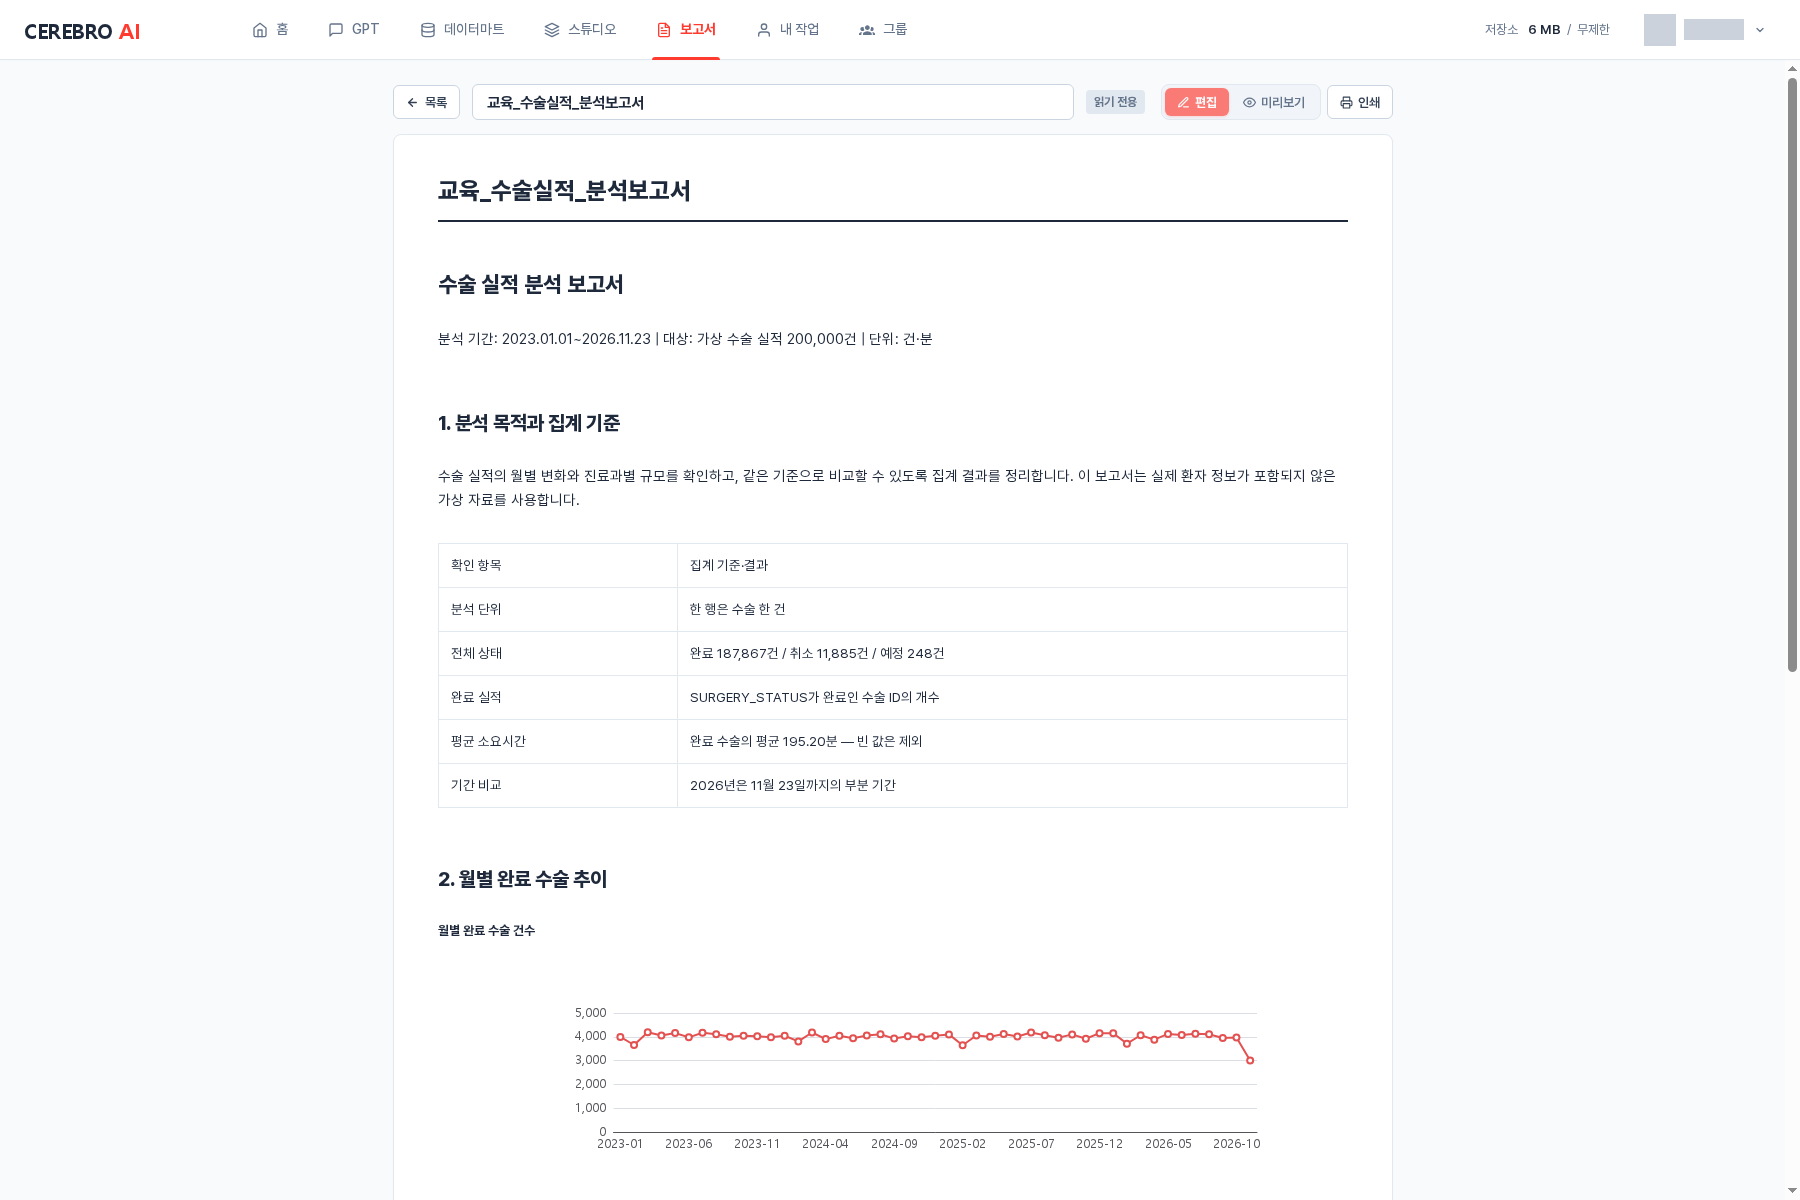 CEREBRO AI
홈
GPT
데이터마트
스튜디오
보고서
내 작업
그룹
저장소 6 MB / 무제한
목록
교육_수술실적_분석보고서
읽기 전용
편집
미리보기
인쇄
교육_수술실적_분석보고서
수술 실적 분석 보고서
분석 기간: 2023.01.01~2026.11.23 | 대상: 가상 수술 실적 200,000건 | 단위: 건·분
1. 분석 목적과 집계 기준
수술 실적의 월별 변화와 진료과별 규모를 확인하고, 같은 기준으로 비교할 수 있도록 집계 결과를 정리합니다. 이 보고서는 실제 환자 정보가 포함되지 않은
가상 자료를 사용합니다.
확인 항목 집계 기준·결과
분석 단위 한 행은 수술 한 건
전체 상태 완료 187,867건 / 취소 11,885건 / 예정 248건
완료 실적 SURGERY_STATUS가 완료인 수술 ID의 개수
평균 소요시간 완료 수술의 평균 195.20분 — 빈 값은 제외
기간 비교 2026년은 11월 23일까지의 부분 기간
2. 월별 완료 수술 추이
월별 완료 수술 건수
5,000
4,000
3,000
2,000
1,000
0
2023-01 2023-06 2023-11 2024-04 2024-09 2025-02 2025-07 2025-12 2026-05 2026-10